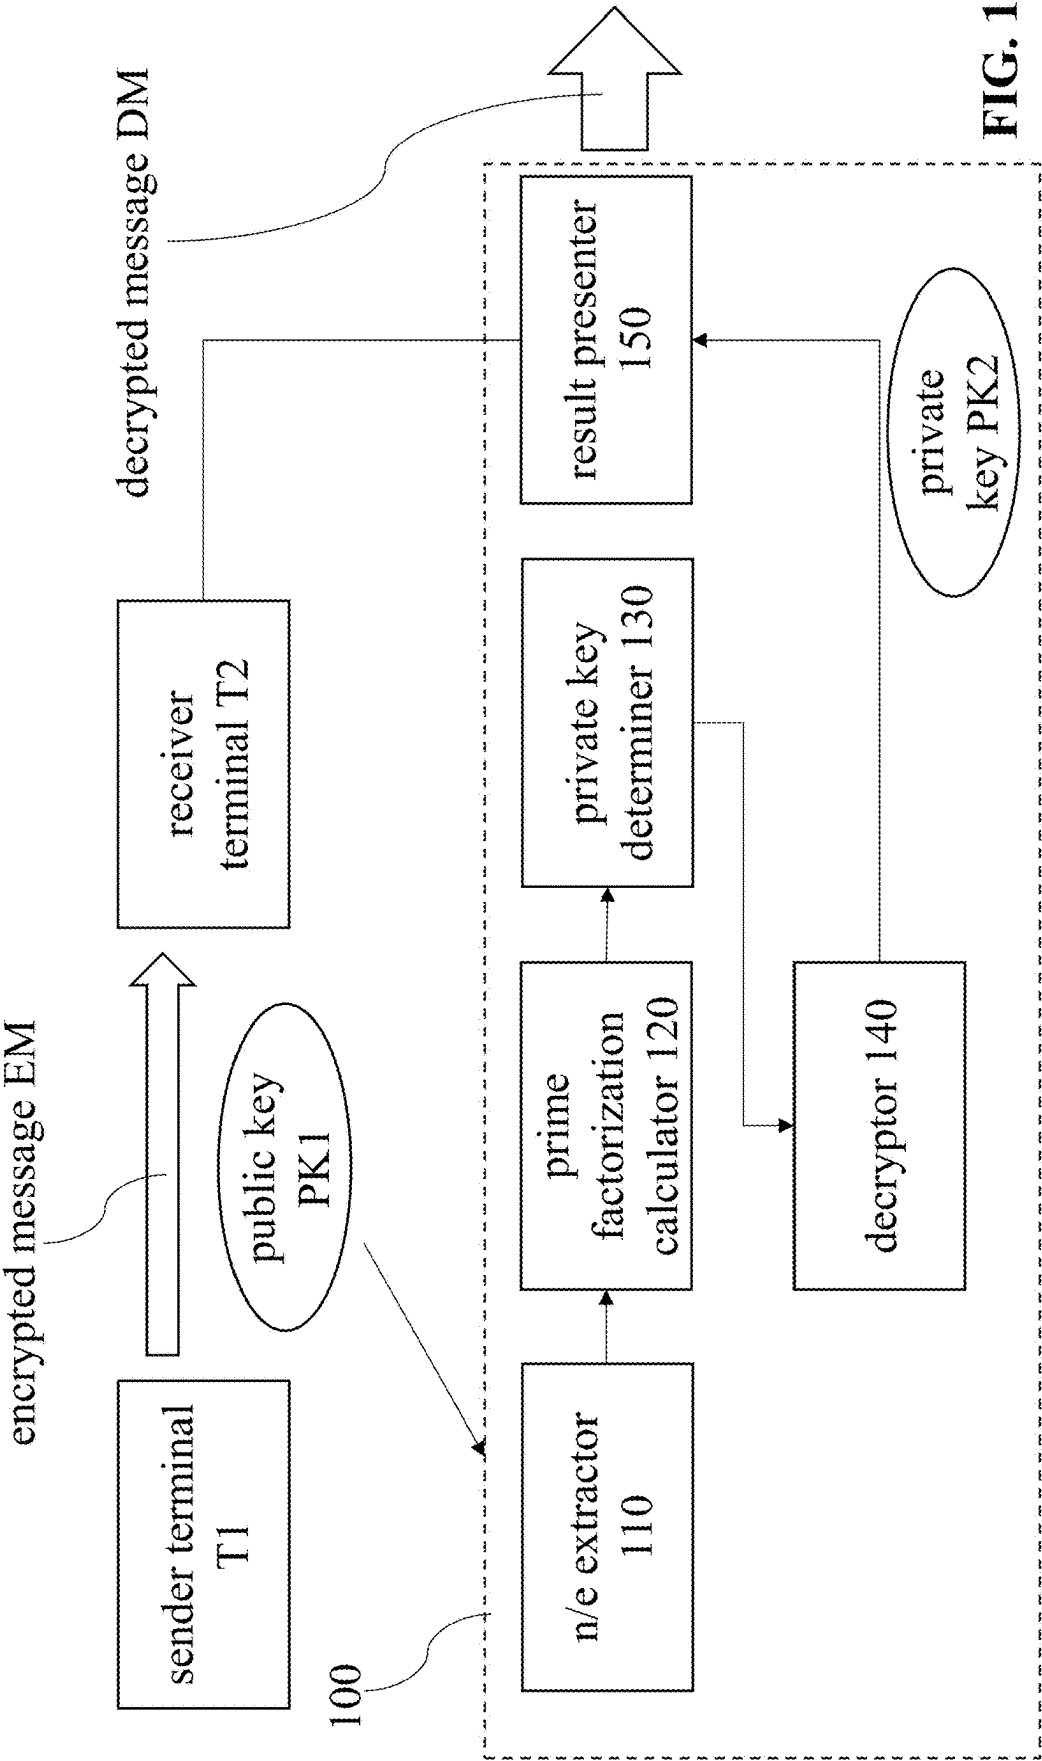 encrypted message EM
decrypted message DM
sender terminal
T1
receiver
terminal T2
public key
PK1
100
n/e extractor
110
prime
factorization
calculator 120
private key
determiner 130
result presenter
150
decryptor 140
private
key PK2
FIG. 1